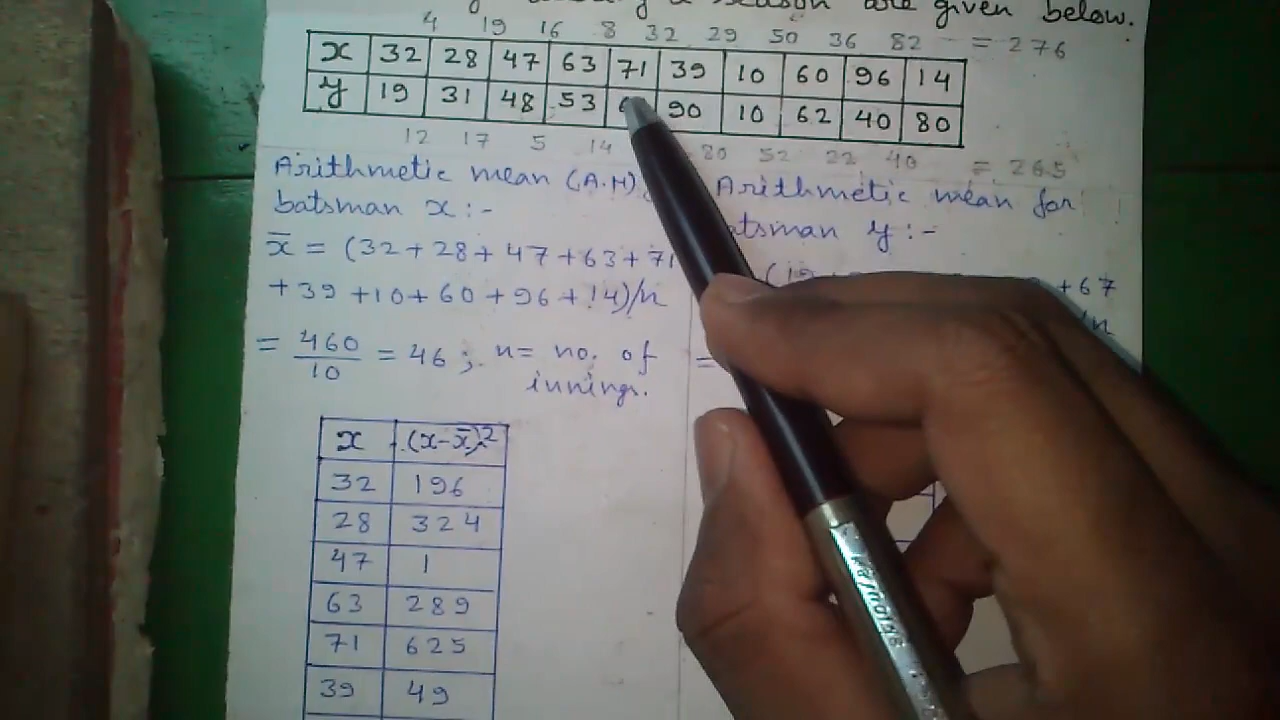 are given below.
4 19 16 8 32 29 50 36 82 = 276
x 32 28 47 63 71 39 10 60 96 14
y 19 31 48 53 90 10 62 40 80
12 17 5 14 80 52 22 40 = 265
Arithmetic mean (A.M)
batsman x :-
x̄ = (32+28+47+63+71
+39+10+60+96+14)/n
= 460/10 = 46 ; n = no. of
innings.
x (x-x̄)²
32 196
28 324
47 1
63 289
71 625
39 49
Arithmetic mean for
batsman y :-
+67